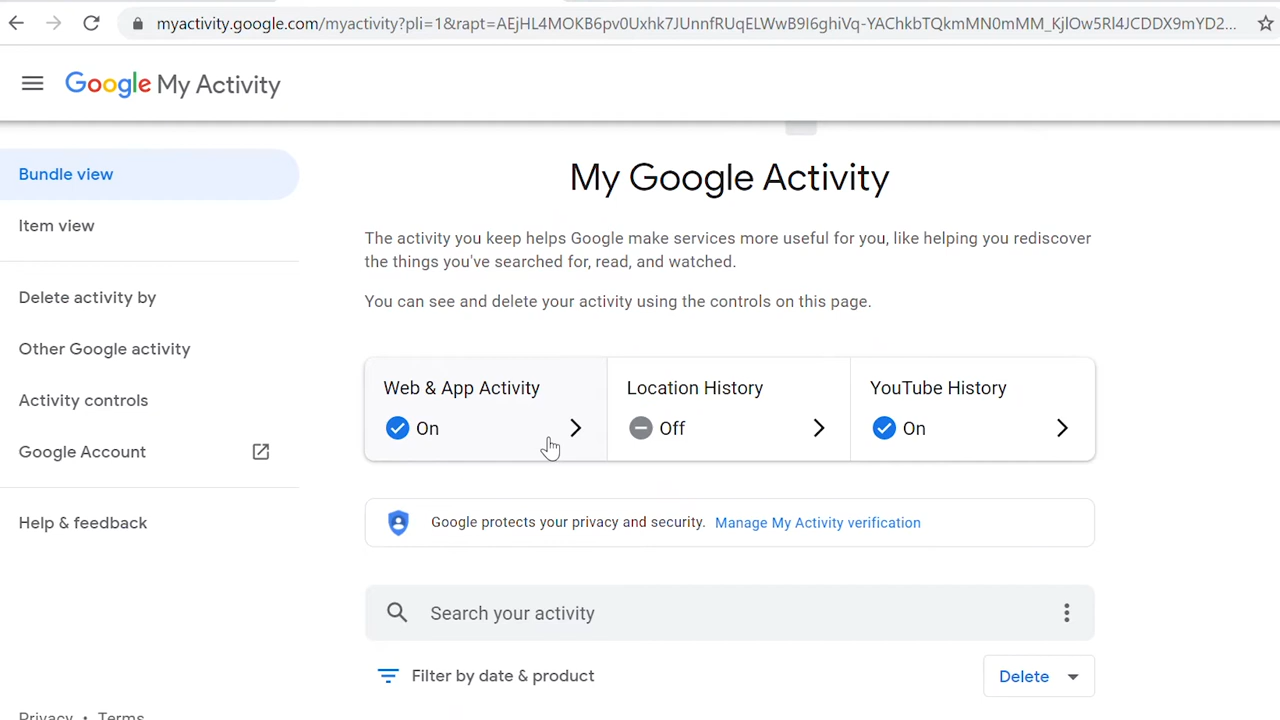 myactivity.google.com/myactivity?pli=1&rapt=AEjHL4MOKB6pv0Uxhk7JUnnfRUqELWwB9I6ghiVq-YAChkbTQkmMN0mMM_KjlOw5Rl4JCDDX9mYD2...
Google My Activity
Bundle view
Item view
Delete activity by
Other Google activity
Activity controls
Google Account
Help & feedback
Privacy • Terms
My Google Activity
The activity you keep helps Google make services more useful for you, like helping you rediscover
the things you've searched for, read, and watched.
You can see and delete your activity using the controls on this page.
Web & App Activity
On
Location History
Off
YouTube History
On
Google protects your privacy and security. Manage My Activity verification
Search your activity
Filter by date & product
Delete